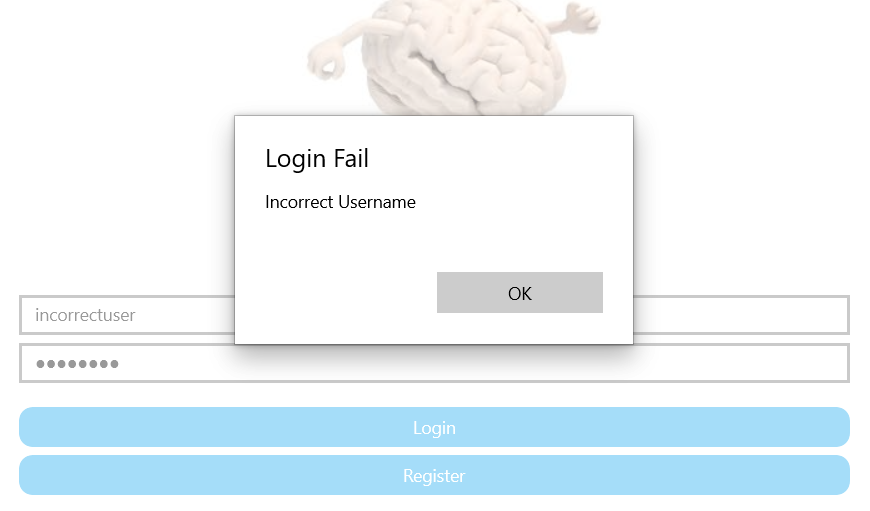 Login Fail
Incorrect Username
OK
incorrectuser
●●●●●●●●
Login
Register